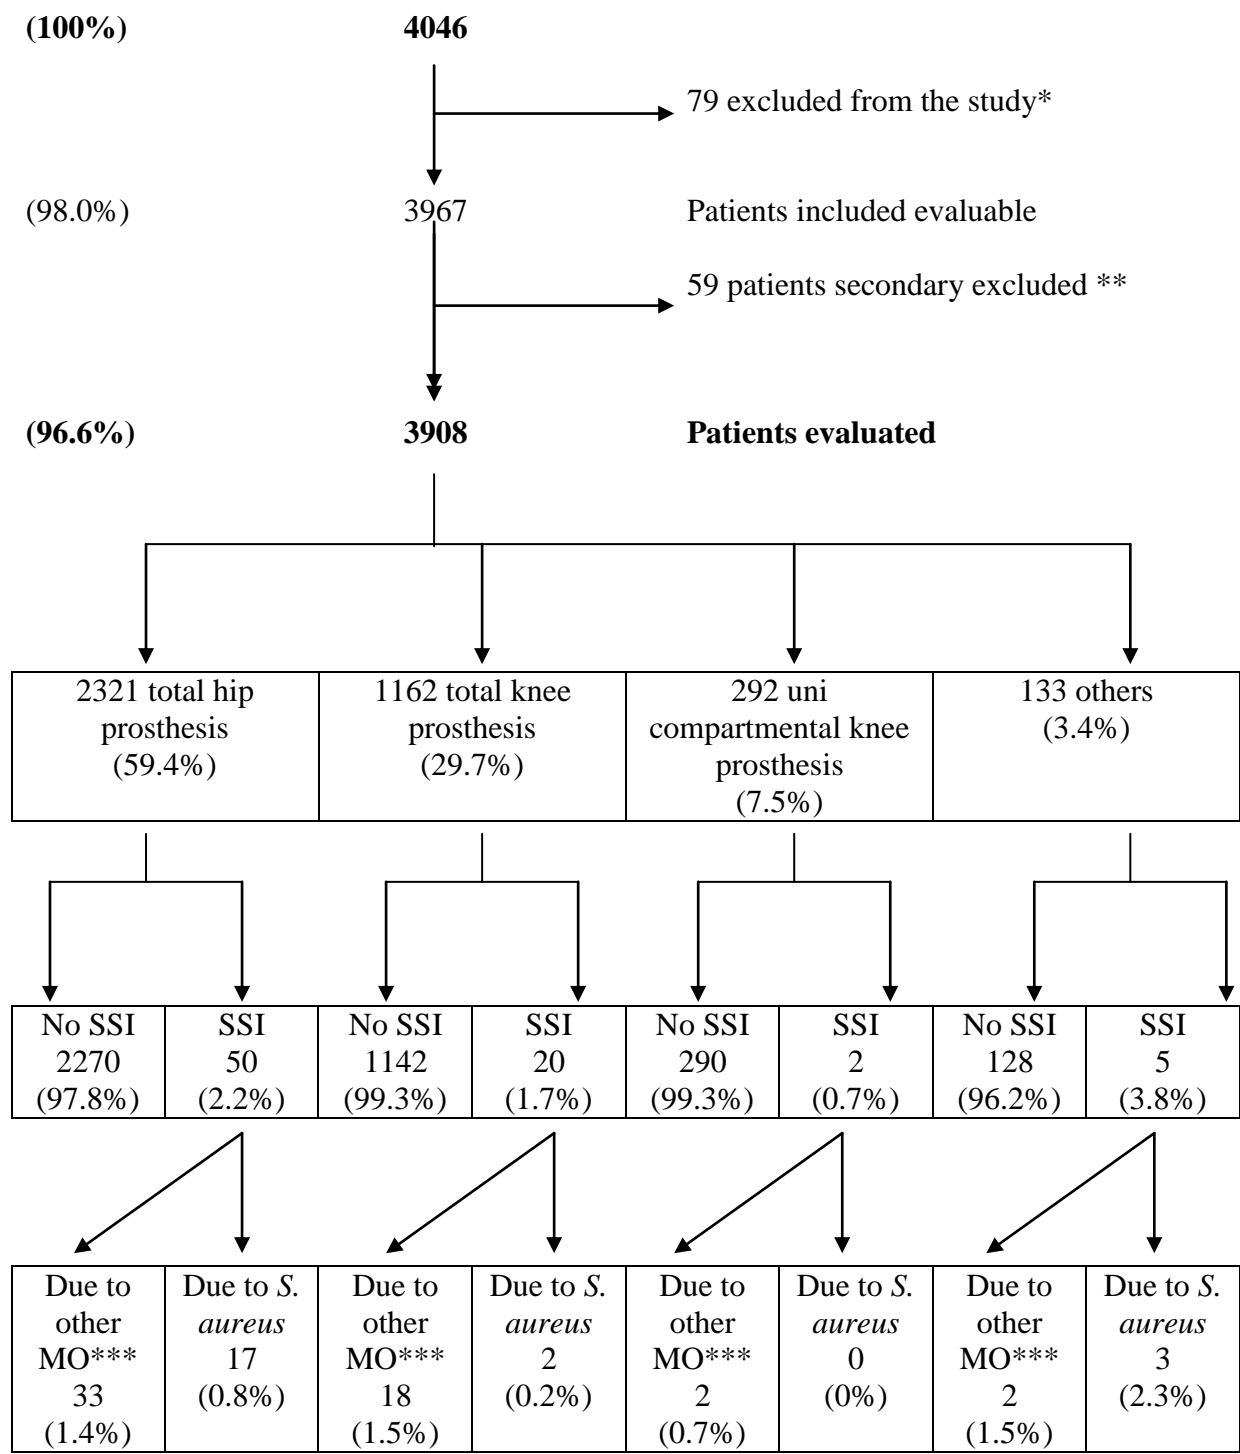 (100%) 4046
79 excluded from the study*
(98.0%) 3967 Patients included evaluable
59 patients secondary excluded **
(96.6%) 3908 Patients evaluated
2321 total hip
prosthesis
(59.4%)
1162 total knee
prosthesis
(29.7%)
292 uni
compartmental knee
prosthesis
(7.5%)
133 others
(3.4%)
No SSI
2270
(97.8%)
SSI
50
(2.2%)
No SSI
1142
(99.3%)
SSI
20
(1.7%)
No SSI
290
(99.3%)
SSI
2
(0.7%)
No SSI
128
(96.2%)
SSI
5
(3.8%)
Due to
other
MO***
33
(1.4%)
Due to S.
aureus
17
(0.8%)
Due to
other
MO***
18
(1.5%)
Due to S.
aureus
2
(0.2%)
Due to
other
MO***
2
(0.7%)
Due to S.
aureus
0
(0%)
Due to
other
MO***
2
(1.5%)
Due to S.
aureus
3
(2.3%)